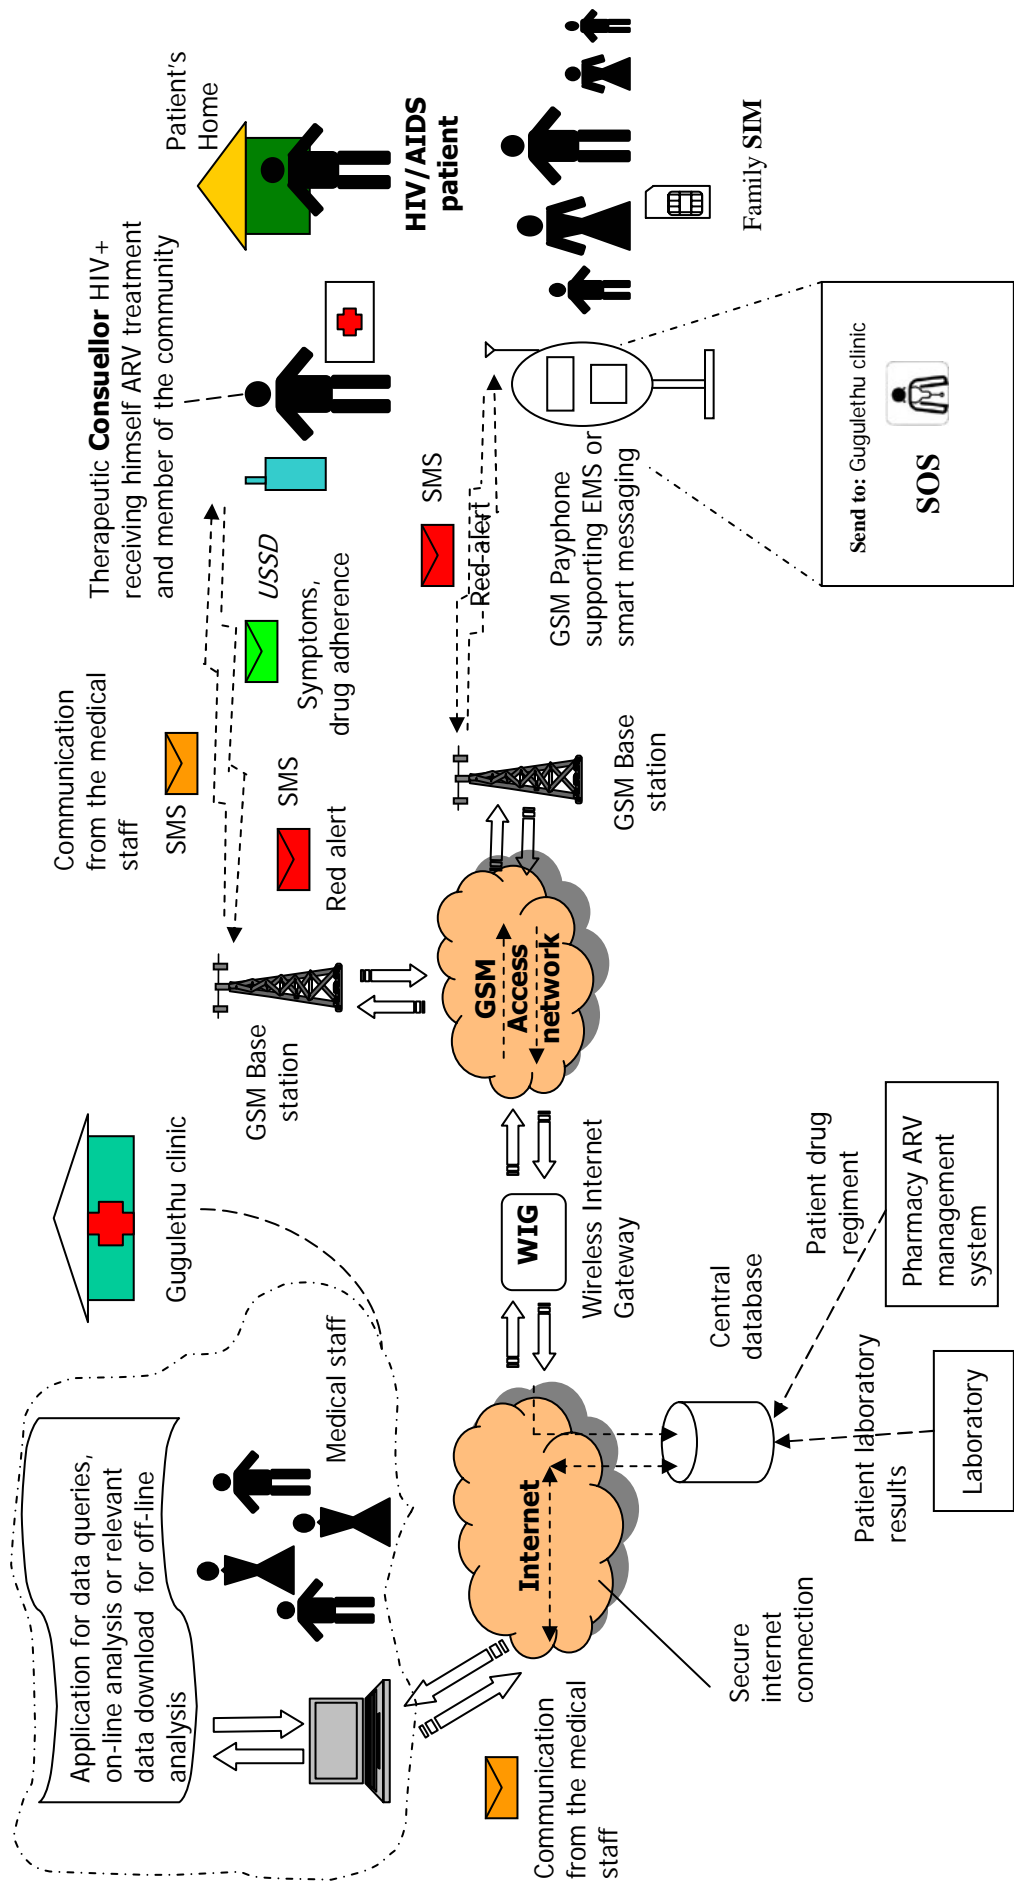 Application for data queries,
on-line analysis or relevant
data download for off-line
analysis
Medical staff
Gugulethu clinic
Communication
from the medical
staff
SMS
Therapeutic Consuellor HIV+
receiving himself ARV treatment
and member of the community
Patient's
Home
GSM Base
station
Red alert
SMS
USSD
Symptoms,
drug adherence
HIV/AIDS
patient
Communication
from the medical
staff
Internet
WIG
Wireless Internet
Gateway
GSM
Access
network
GSM Base
station
SMS
Red alert
GSM Payphone
supporting EMS or
smart messaging
Family SIM
Secure
internet
connection
Central
database
Patient laboratory
results
Laboratory
Patient drug
regiment
Pharmacy ARV
management
system
Send to: Gugulethu clinic
SOS